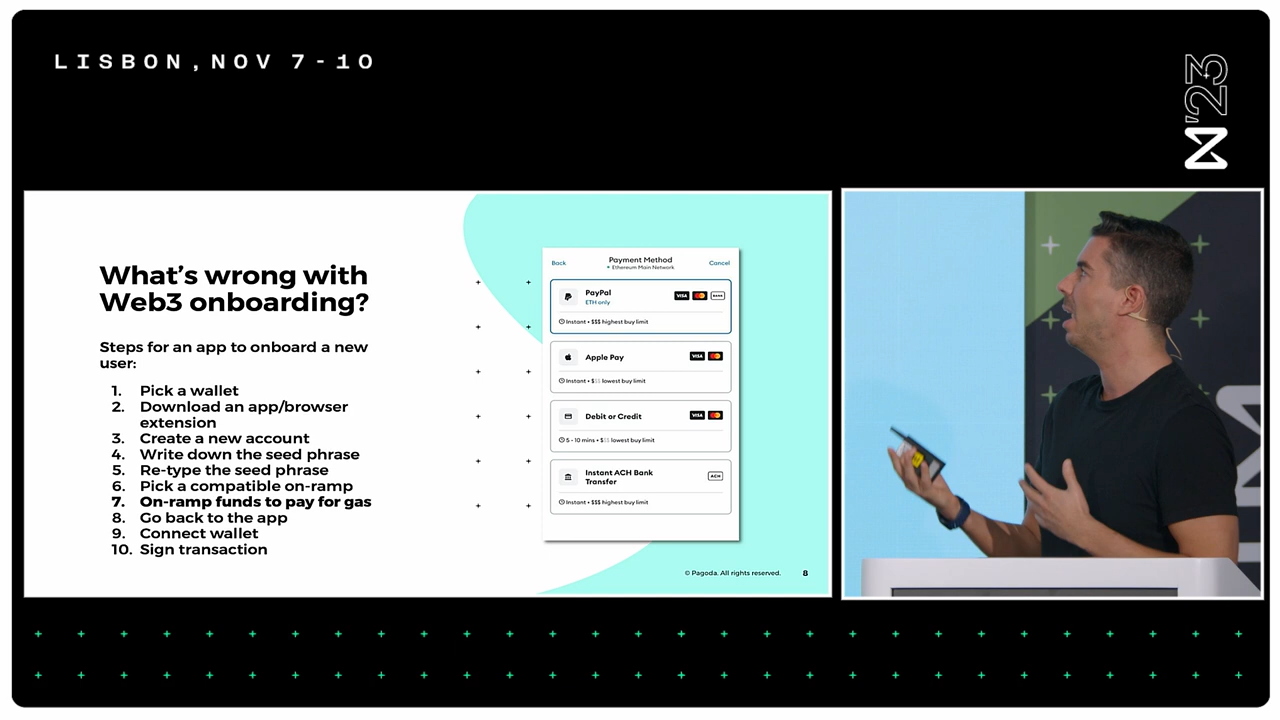 LISBON, NOV 7-10
'23
What's wrong with
Web3 onboarding?
Steps for an app to onboard a new
user:
1. Pick a wallet
2. Download an app/browser
extension
3. Create a new account
4. Write down the seed phrase
5. Re-type the seed phrase
6. Pick a compatible on-ramp
7. On-ramp funds to pay for gas
8. Go back to the app
9. Connect wallet
10. Sign transaction
Back
Payment Method
Cancel
Ethereum Main Network
PayPal
VISA
BANK
ETH only
Instant • $$$ highest buy limit
Apple Pay
VISA
Instant • $$$ lowest buy limit
Debit or Credit
VISA
5 - 10 mins • $$$ lowest buy limit
Instant ACH Bank
Transfer
ACH
Instant • $$$ highest buy limit
© Pagoda. All rights reserved.
8